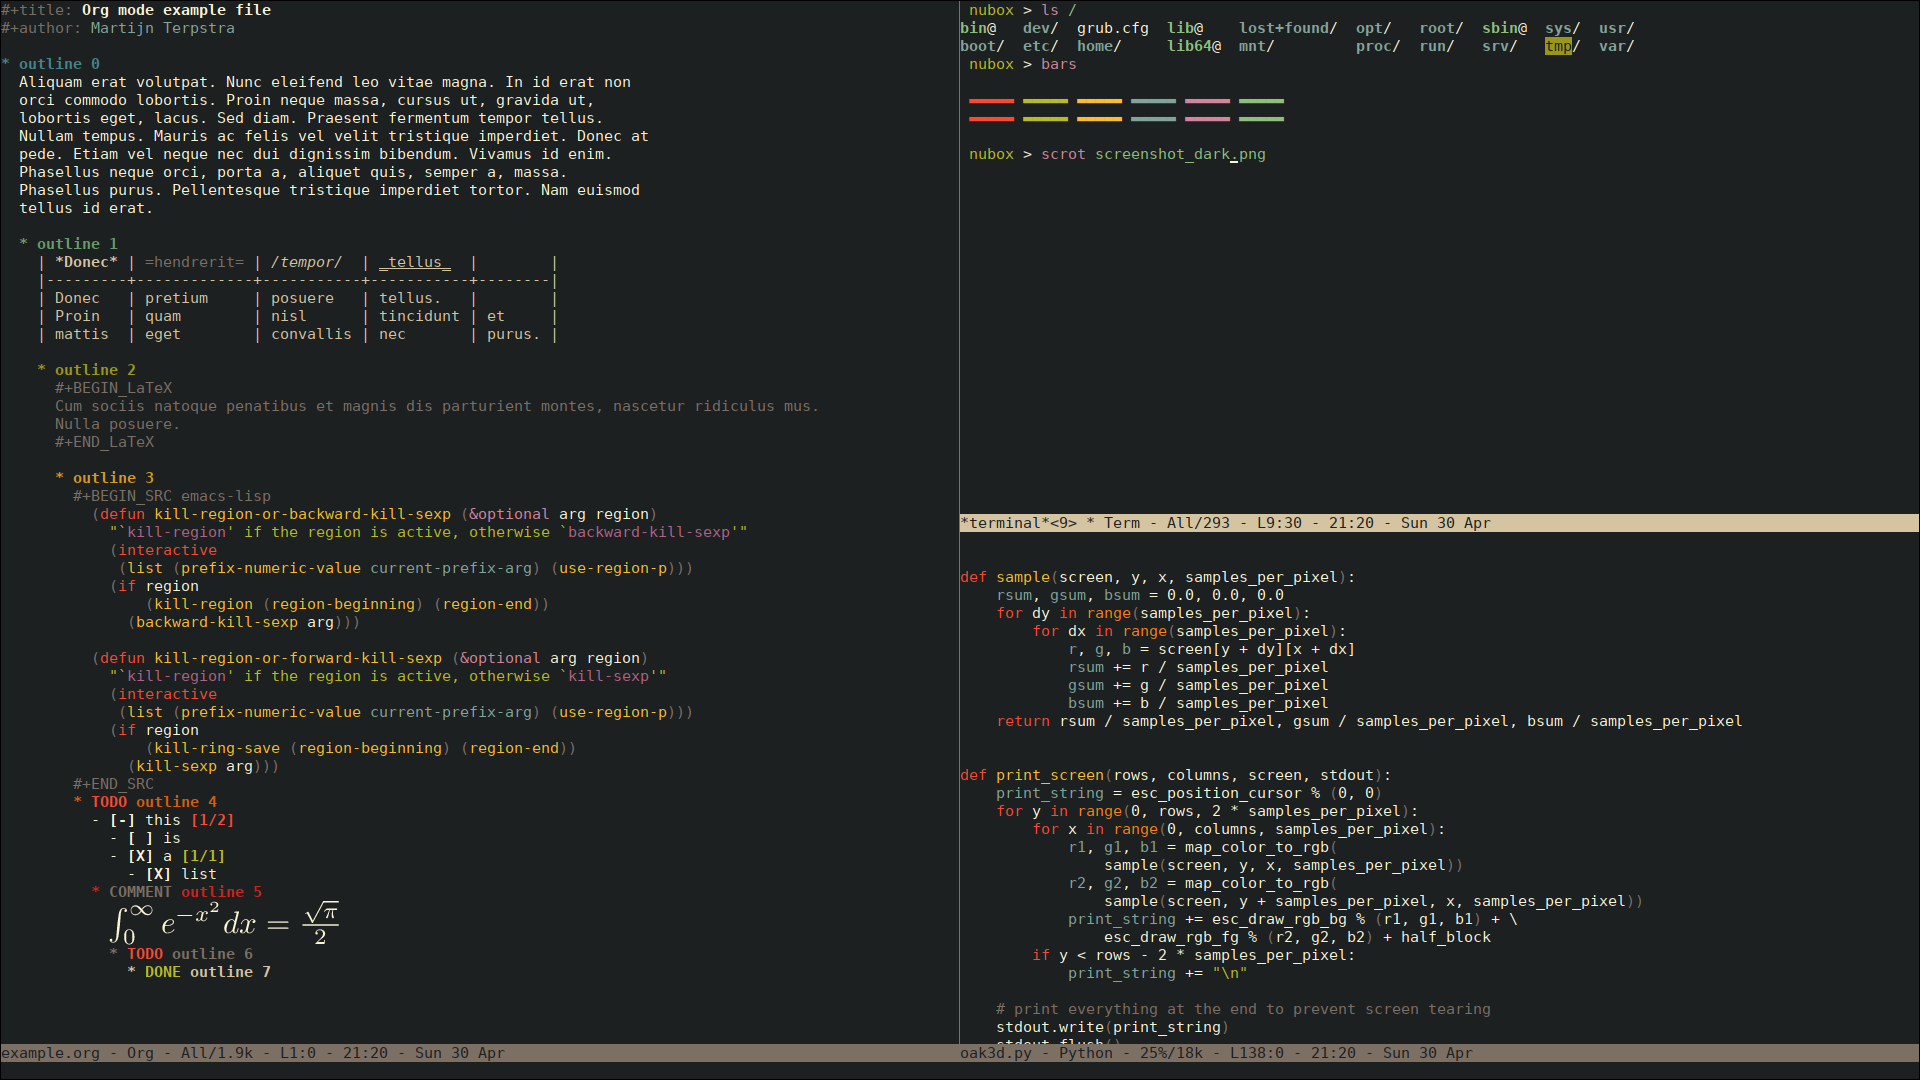 #+title: Org mode example file
#+author: Martijn Terpstra
* outline 0
Aliquam erat volutpat. Nunc eleifend leo vitae magna. In id erat non
orci commodo lobortis. Proin neque massa, cursus ut, gravida ut,
lobortis eget, lacus. Sed diam. Praesent fermentum tempor tellus.
Nullam tempus. Mauris ac felis vel velit tristique imperdiet. Donec at
pede. Etiam vel neque nec dui dignissim bibendum. Vivamus id enim.
Phasellus neque orci, porta a, aliquet quis, semper a, massa.
Phasellus purus. Pellentesque tristique imperdiet tortor. Nam euismod
tellus id erat.
* outline 1
| *Donec* | =hendrerit= | /tempor/  | _tellus_  |        |
|---------+-------------+-----------+-----------+--------|
| Donec   | pretium     | posuere   | tellus.   |        |
| Proin   | quam        | nisl      | tincidunt | et     |
| mattis  | eget        | convallis | nec       | purus. |
* outline 2
#+BEGIN_LaTeX
Cum sociis natoque penatibus et magnis dis parturient montes, nascetur ridiculus mus.
Nulla posuere.
#+END_LaTeX
* outline 3
#+BEGIN_SRC emacs-lisp
(defun kill-region-or-backward-kill-sexp (&optional arg region)
"`kill-region' if the region is active, otherwise `backward-kill-sexp'"
(interactive
(list (prefix-numeric-value current-prefix-arg) (use-region-p)))
(if region
(kill-region (region-beginning) (region-end))
(backward-kill-sexp arg)))
(defun kill-region-or-forward-kill-sexp (&optional arg region)
"`kill-region' if the region is active, otherwise `kill-sexp'"
(interactive
(list (prefix-numeric-value current-prefix-arg) (use-region-p)))
(if region
(kill-ring-save (region-beginning) (region-end))
(kill-sexp arg)))
#+END_SRC
* TODO outline 4
- [-] this [1/2]
- [ ] is
- [X] a [1/1]
- [X] list
* COMMENT outline 5
∫₀^∞ e^{-x²} dx = √π/2
* TODO outline 6
* DONE outline 7
example.org - Org - All/1.9k - L1:0 - 21:20 - Sun 30 Apr
nubox > ls /
bin@   dev/  grub.cfg  lib@    lost+found/  opt/   root/  sbin@  sys/  usr/
boot/  etc/  home/     lib64@  mnt/         proc/  run/   srv/   tmp/  var/
nubox > bars
nubox > scrot screenshot_dark.png
*terminal*<9> * Term - All/293 - L9:30 - 21:20 - Sun 30 Apr
def sample(screen, y, x, samples_per_pixel):
rsum, gsum, bsum = 0.0, 0.0, 0.0
for dy in range(samples_per_pixel):
for dx in range(samples_per_pixel):
r, g, b = screen[y + dy][x + dx]
rsum += r / samples_per_pixel
gsum += g / samples_per_pixel
bsum += b / samples_per_pixel
return rsum / samples_per_pixel, gsum / samples_per_pixel, bsum / samples_per_pixel
def print_screen(rows, columns, screen, stdout):
print_string = esc_position_cursor % (0, 0)
for y in range(0, rows, 2 * samples_per_pixel):
for x in range(0, columns, samples_per_pixel):
r1, g1, b1 = map_color_to_rgb(
sample(screen, y, x, samples_per_pixel))
r2, g2, b2 = map_color_to_rgb(
sample(screen, y + samples_per_pixel, x, samples_per_pixel))
print_string += esc_draw_rgb_bg % (r1, g1, b1) + \
esc_draw_rgb_fg % (r2, g2, b2) + half_block
if y < rows - 2 * samples_per_pixel:
print_string += "\n"
# print everything at the end to prevent screen tearing
stdout.write(print_string)
stdout.flush()
oak3d.py - Python - 25%/18k - L138:0 - 21:20 - Sun 30 Apr